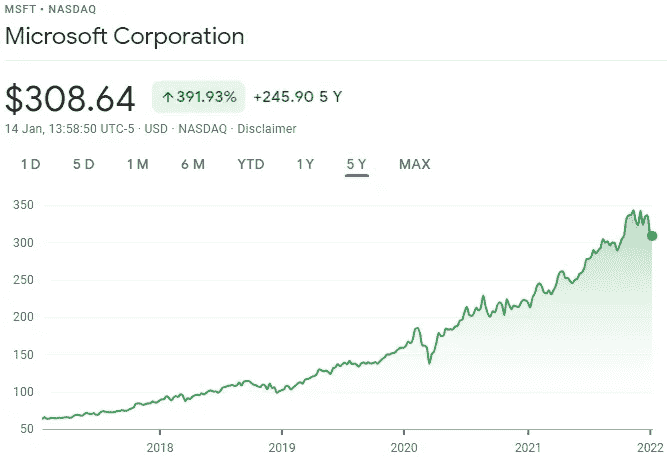 MSFT • NASDAQ
Microsoft Corporation
$308.64 ↑391.93% +245.90 5 Y
14 Jan, 13:58:50 UTC-5 · USD · NASDAQ · Disclaimer
1 D 5 D 1 M 6 M YTD 1 Y 5 Y MAX
350
300
250
200
150
100
50
2018 2019 2020 2021 2022